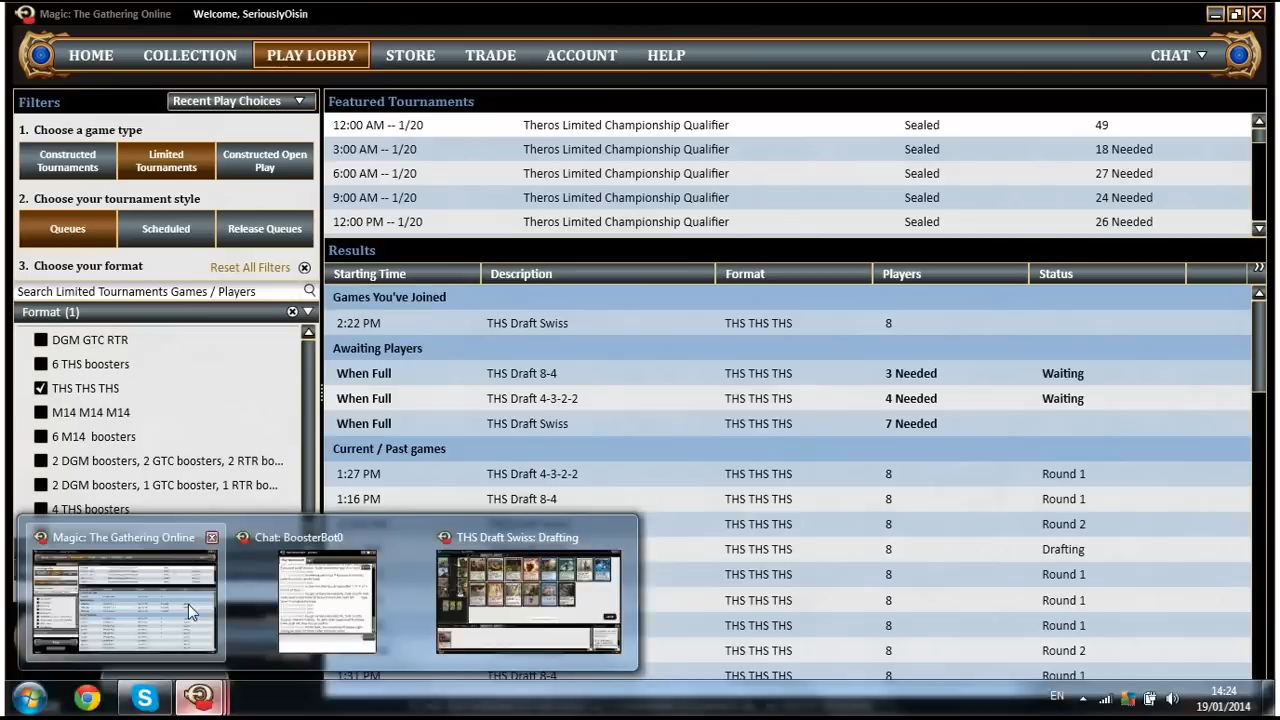 Magic: The Gathering Online Welcome, SeriouslyOisin
HOME COLLECTION PLAY LOBBY STORE TRADE ACCOUNT HELP CHAT
Filters Recent Play Choices
1. Choose a game type
Constructed Tournaments Limited Tournaments Constructed Open Play
2. Choose your tournament style
Queues Scheduled Release Queues
3. Choose your format Reset All Filters
Search Limited Tournaments Games / Players
Format (1)
DGM GTC RTR
6 THS boosters
THS THS THS
M14 M14 M14
6 M14 boosters
2 DGM boosters, 2 GTC boosters, 2 RTR bo...
2 DGM boosters, 1 GTC booster, 1 RTR bo...
4 THS boosters
Featured Tournaments
12:00 AM -- 1/20 Theros Limited Championship Qualifier Sealed 49
3:00 AM -- 1/20 Theros Limited Championship Qualifier Sealed 18 Needed
6:00 AM -- 1/20 Theros Limited Championship Qualifier Sealed 27 Needed
9:00 AM -- 1/20 Theros Limited Championship Qualifier Sealed 24 Needed
12:00 PM -- 1/20 Theros Limited Championship Qualifier Sealed 26 Needed
Results
Starting Time Description Format Players Status
Games You've Joined
2:22 PM THS Draft Swiss THS THS THS 8
Awaiting Players
When Full THS Draft 8-4 THS THS THS 3 Needed Waiting
When Full THS Draft 4-3-2-2 THS THS THS 4 Needed Waiting
When Full THS Draft Swiss THS THS THS 7 Needed
Current / Past games
1:27 PM THS Draft 4-3-2-2 THS THS THS 8 Round 1
1:16 PM THS Draft 8-4 THS THS THS 8 Round 1
THS THS THS 8 Round 2
THS THS THS 8 Drafting
THS THS THS 8 Round 1
THS THS THS 8 Round 1
THS THS THS 8 Round 1
THS THS THS 8 Round 2
1:31 PM THS Draft 8-4 THS THS THS 8 Round 1
Magic: The Gathering Online Chat: BoosterBot0 THS Draft Swiss: Drafting
EN 14:24
19/01/2014